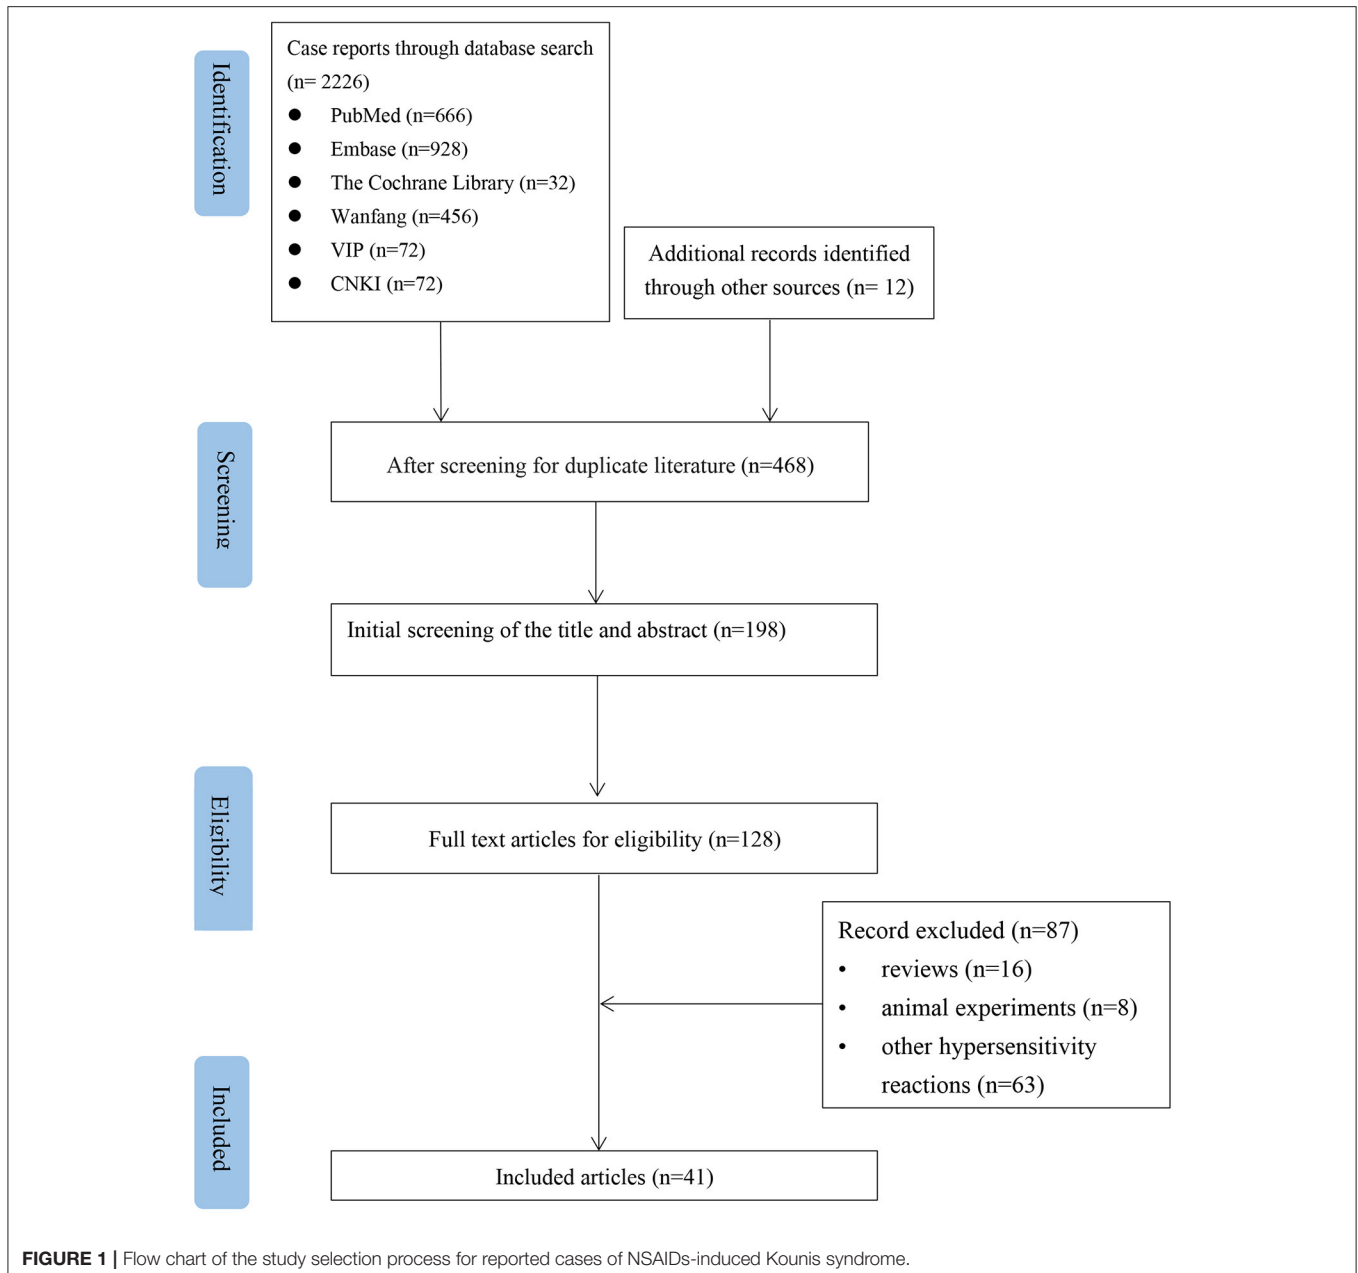 Identification
Case reports through database search
(n= 2226)
● PubMed (n=666)
● Embase (n=928)
● The Cochrane Library (n=32)
● Wanfang (n=456)
● VIP (n=72)
● CNKI (n=72)
Additional records identified
through other sources (n= 12)
Screening
After screening for duplicate literature (n=468)
Initial screening of the title and abstract (n=198)
Eligibility
Full text articles for eligibility (n=128)
Record excluded (n=87)
• reviews (n=16)
• animal experiments (n=8)
• other hypersensitivity
reactions (n=63)
Included
Included articles (n=41)
FIGURE 1 | Flow chart of the study selection process for reported cases of NSAIDs-induced Kounis syndrome.